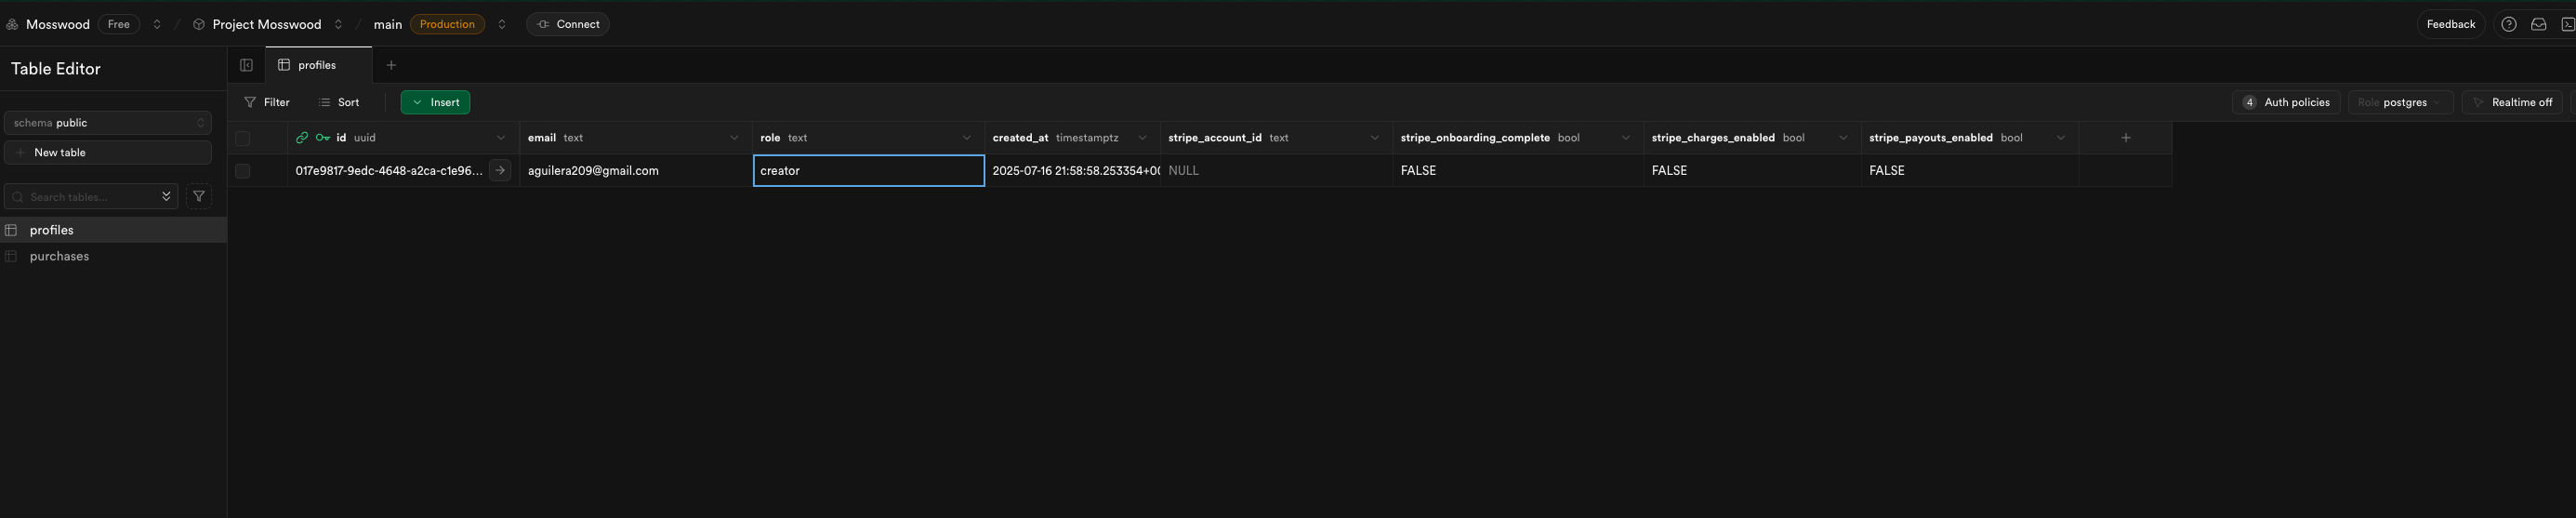 Mosswood Free / Project Mosswood / main Production Connect Feedback
Table Editor
profiles
Filter Sort Insert 4 Auth policies Role postgres Realtime off
schema public
New table
Search tables...
profiles
purchases
id uuid email text role text created_at timestamptz stripe_account_id text stripe_onboarding_complete bool stripe_charges_enabled bool stripe_payouts_enabled bool
017e9817-9edc-4648-a2ca-c1e96... aguilera209@gmail.com creator 2025-07-16 21:58:58.253354+00 NULL FALSE FALSE FALSE